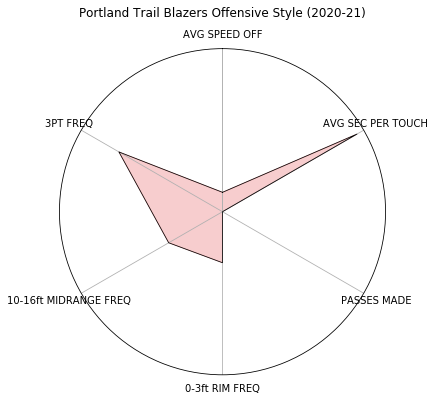 Portland Trail Blazers Offensive Style (2020-21)
AVG SPEED OFF
3PT FREQ
AVG SEC PER TOUCH
10-16ft MIDRANGE FREQ
PASSES MADE
0-3ft RIM FREQ